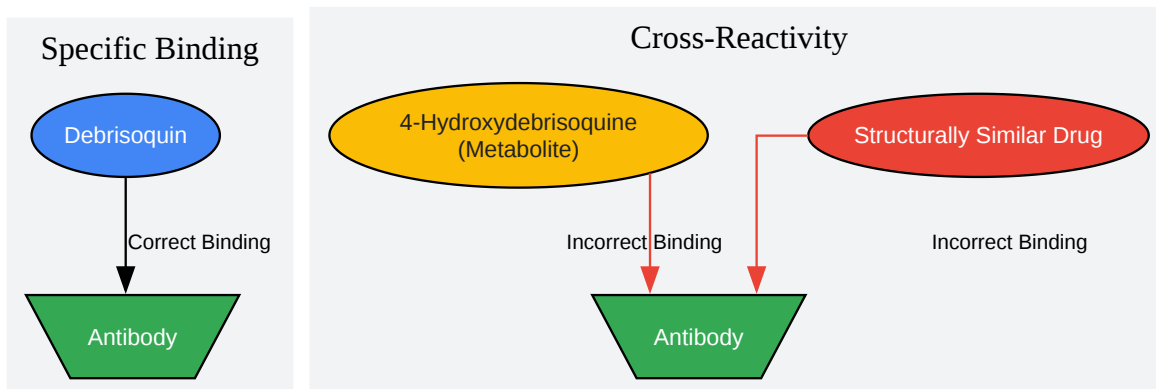 Specific Binding
Debrisoquin
Correct Binding
Antibody
Cross-Reactivity
4-Hydroxydebrisoquine
(Metabolite)
Structurally Similar Drug
Incorrect Binding
Incorrect Binding
Antibody